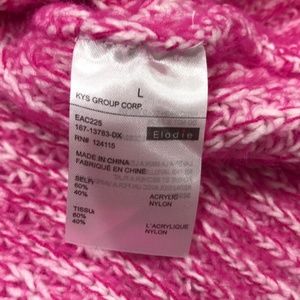 L
KYS GROUP CORP.
EAC225
167-13783-DX
Elodie
RN# 124115
MADE IN CHINA
FABRIQUÉ EN CHINE
SELF/
60% ACRYLIC
40% NYLON
TISSU/
60% L'ACRYLIQUE
40% NYLON